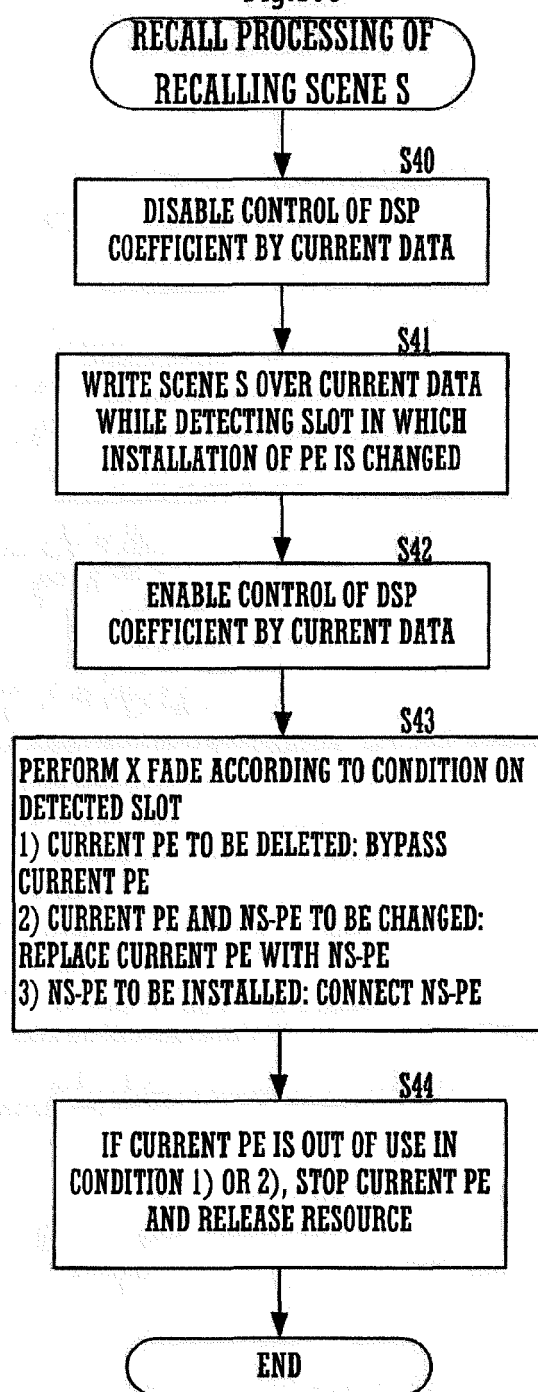 RECALL PROCESSING OF
RECALLING SCENE S
S40
DISABLE CONTROL OF DSP
COEFFICIENT BY CURRENT DATA
S41
WRITE SCENE S OVER CURRENT DATA
WHILE DETECTING SLOT IN WHICH
INSTALLATION OF PE IS CHANGED
S42
ENABLE CONTROL OF DSP
COEFFICIENT BY CURRENT DATA
S43
PERFORM X FADE ACCORDING TO CONDITION ON
DETECTED SLOT
1) CURRENT PE TO BE DELETED: BYPASS
CURRENT PE
2) CURRENT PE AND NS-PE TO BE CHANGED:
REPLACE CURRENT PE WITH NS-PE
3) NS-PE TO BE INSTALLED: CONNECT NS-PE
S44
IF CURRENT PE IS OUT OF USE IN
CONDITION 1) OR 2), STOP CURRENT PE
AND RELEASE RESOURCE
END